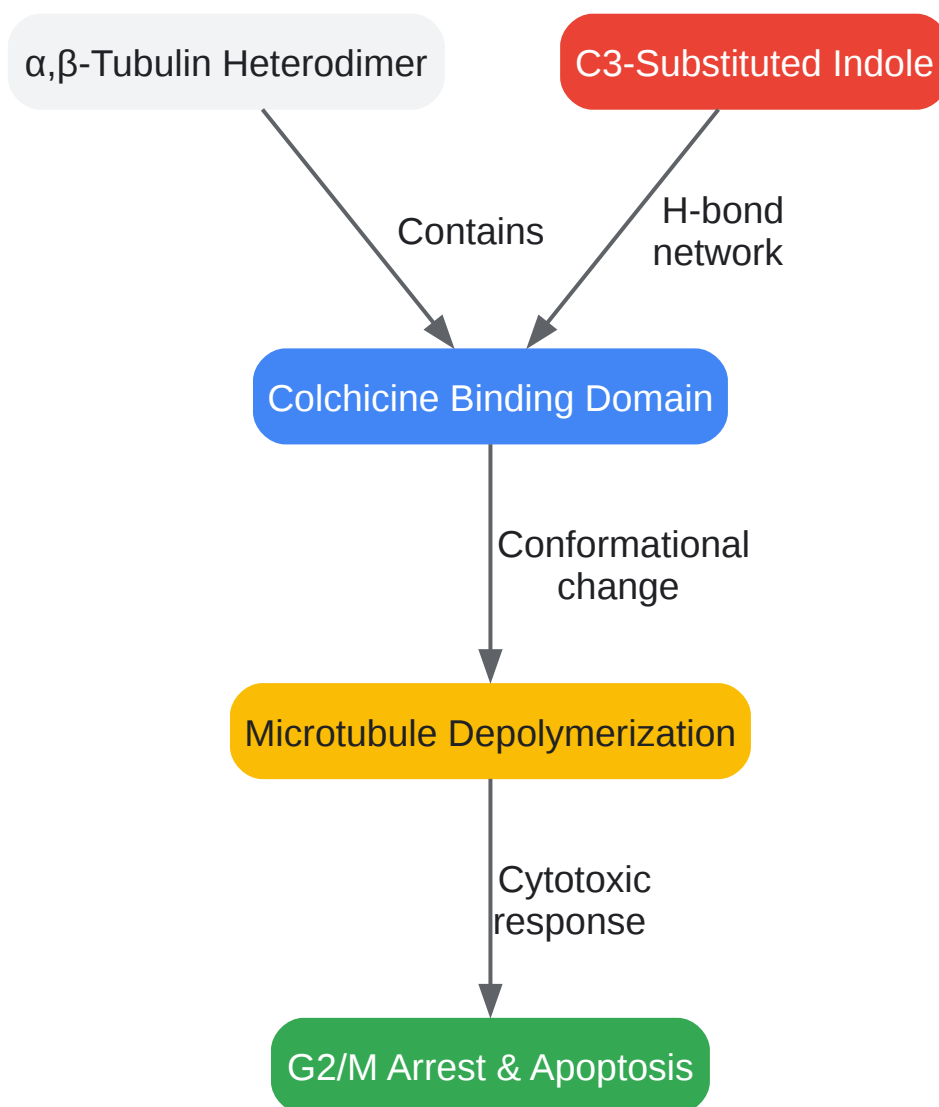 α,β-Tubulin Heterodimer
C3-Substituted Indole
Contains
H-bond
network
Colchicine Binding Domain
Conformational
change
Microtubule Depolymerization
Cytotoxic
response
G2/M Arrest & Apoptosis